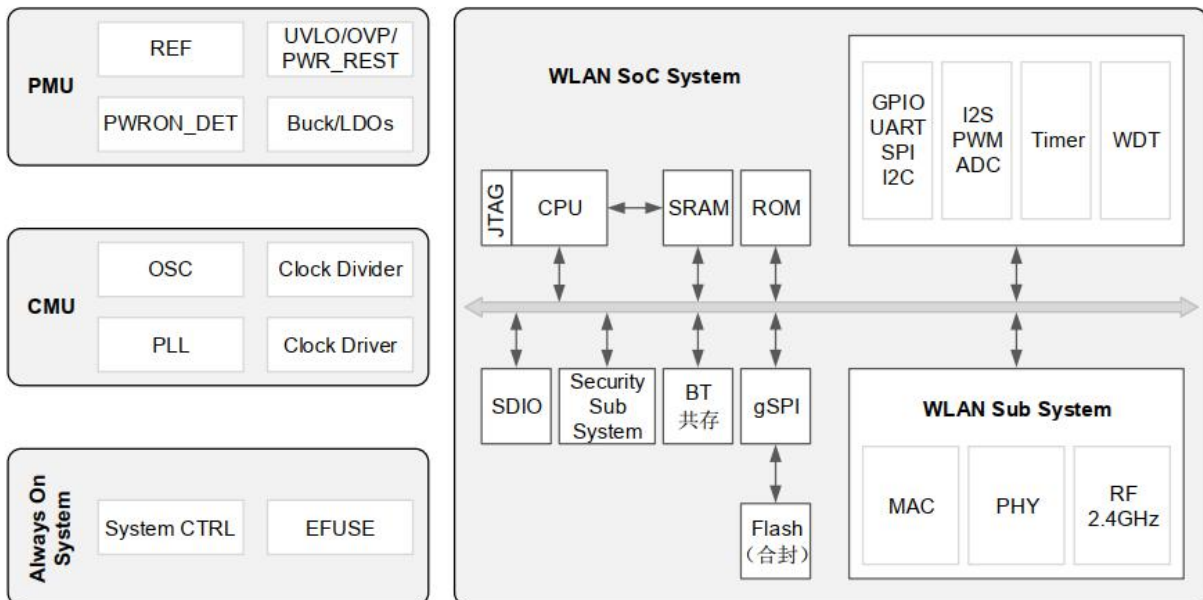 PMU
REF
UVLO/OVP/
PWR_REST
PWRON_DET
Buck/LDOs
CMU
OSC
Clock Divider
PLL
Clock Driver
Always On
System
System CTRL
EFUSE
WLAN SoC System
GPIO
UART
SPI
I2C
I2S
PWM
ADC
Timer
WDT
JTAG
CPU
SRAM
ROM
SDIO
Security
Sub
System
BT
共存
gSPI
Flash
（合封）
WLAN Sub System
MAC
PHY
RF
2.4GHz